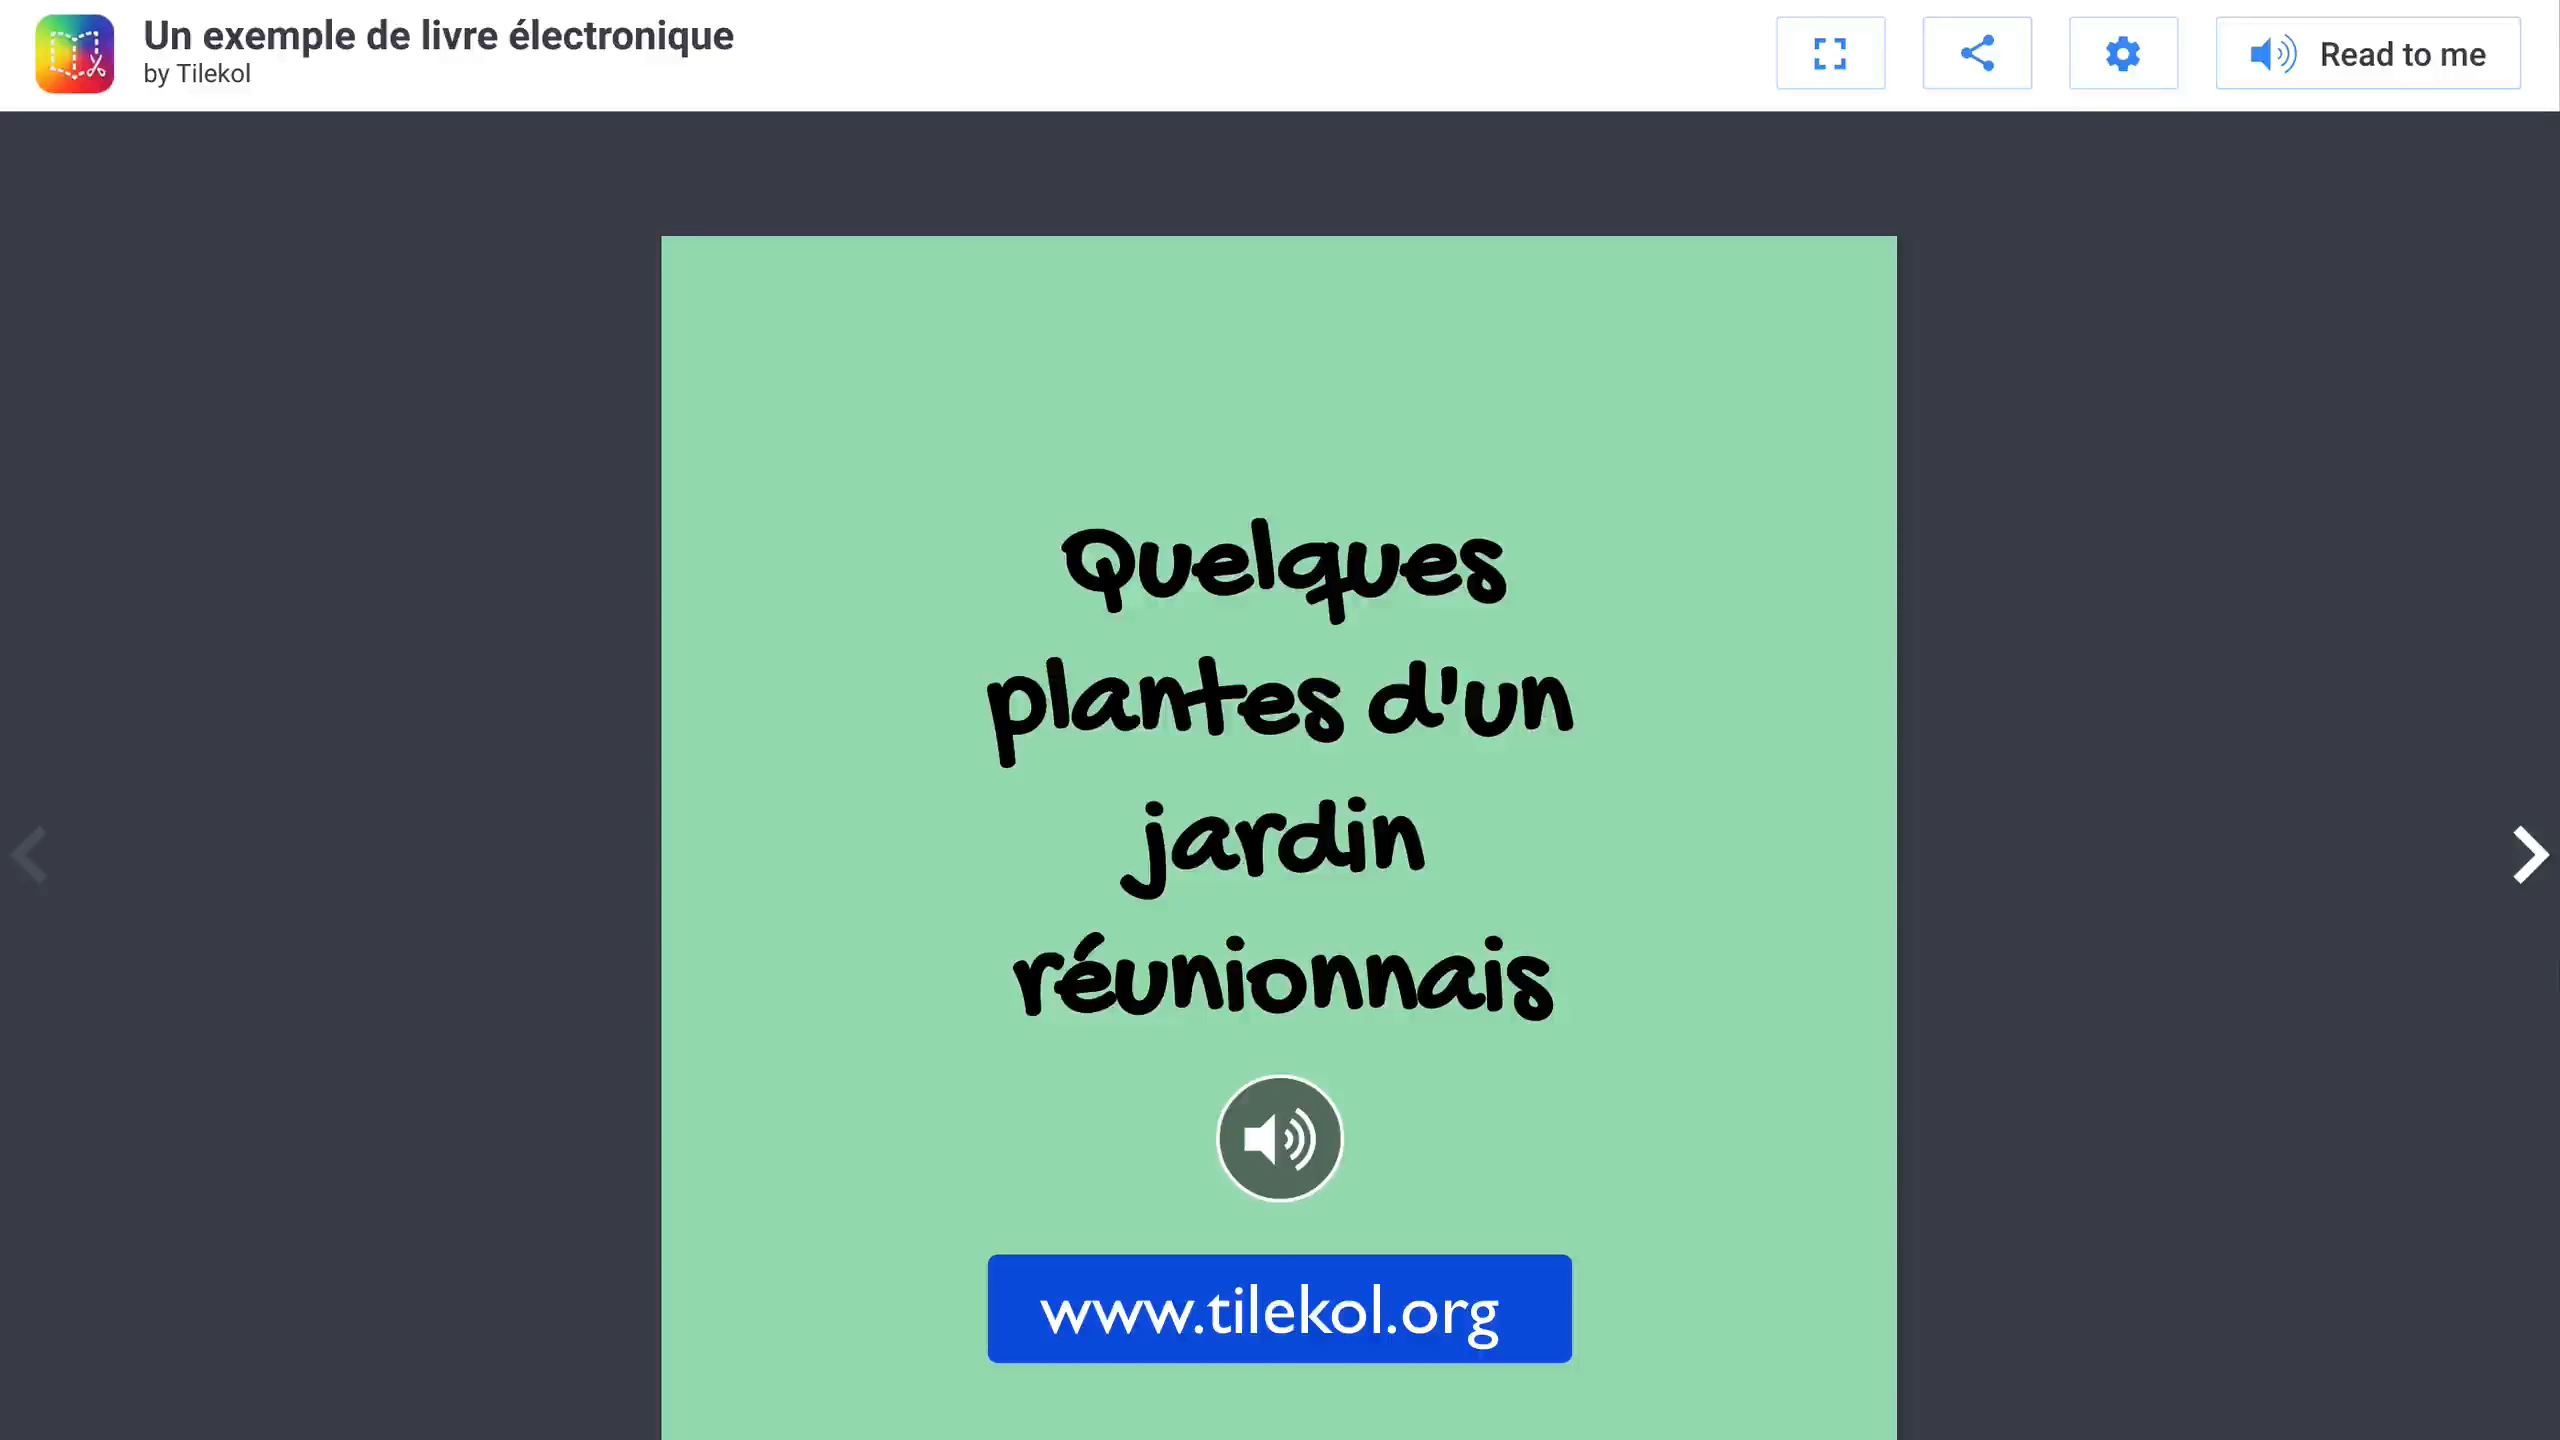 Un exemple de livre électronique
by Tilekol
Read to me
Quelques
plantes d'un
jardin
réunionnais
www.tilekol.org